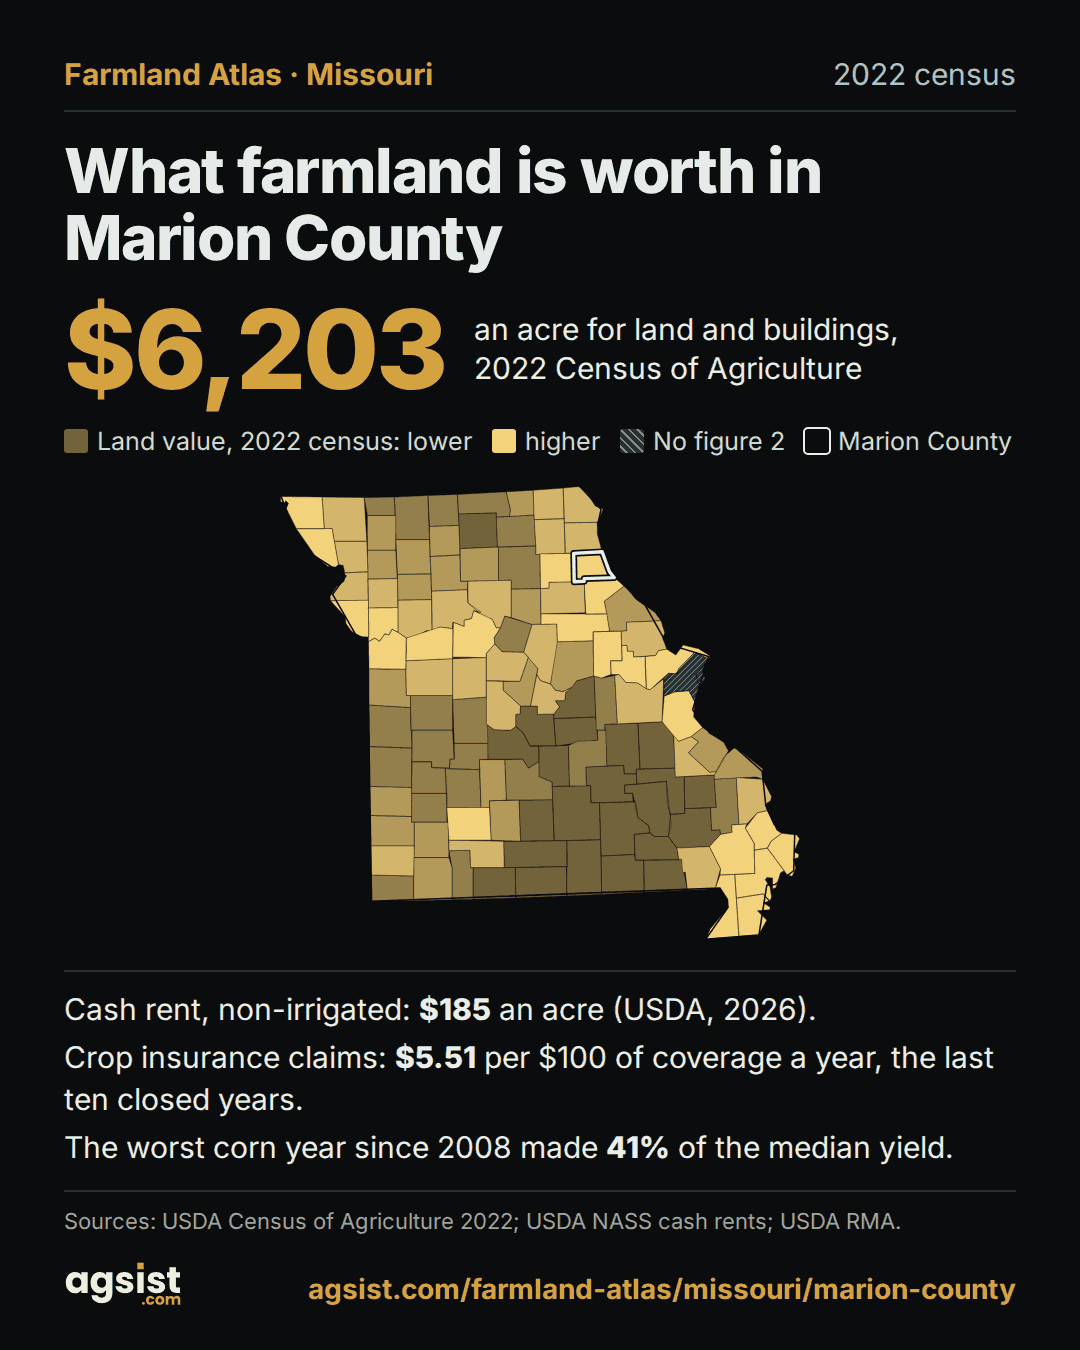 Farmland Atlas · Missouri
2022 census
What farmland is worth in
Marion County
$6,203
an acre for land and buildings,
2022 Census of Agriculture
Land value, 2022 census: lower
higher
No figure 2
Marion County
Cash rent, non-irrigated: $185 an acre (USDA, 2026).
Crop insurance claims: $5.51 per $100 of coverage a year, the last
ten closed years.
The worst corn year since 2008 made 41% of the median yield.
Sources: USDA Census of Agriculture 2022; USDA NASS cash rents; USDA RMA.
agsist
.com
agsist.com/farmland-atlas/missouri/marion-county